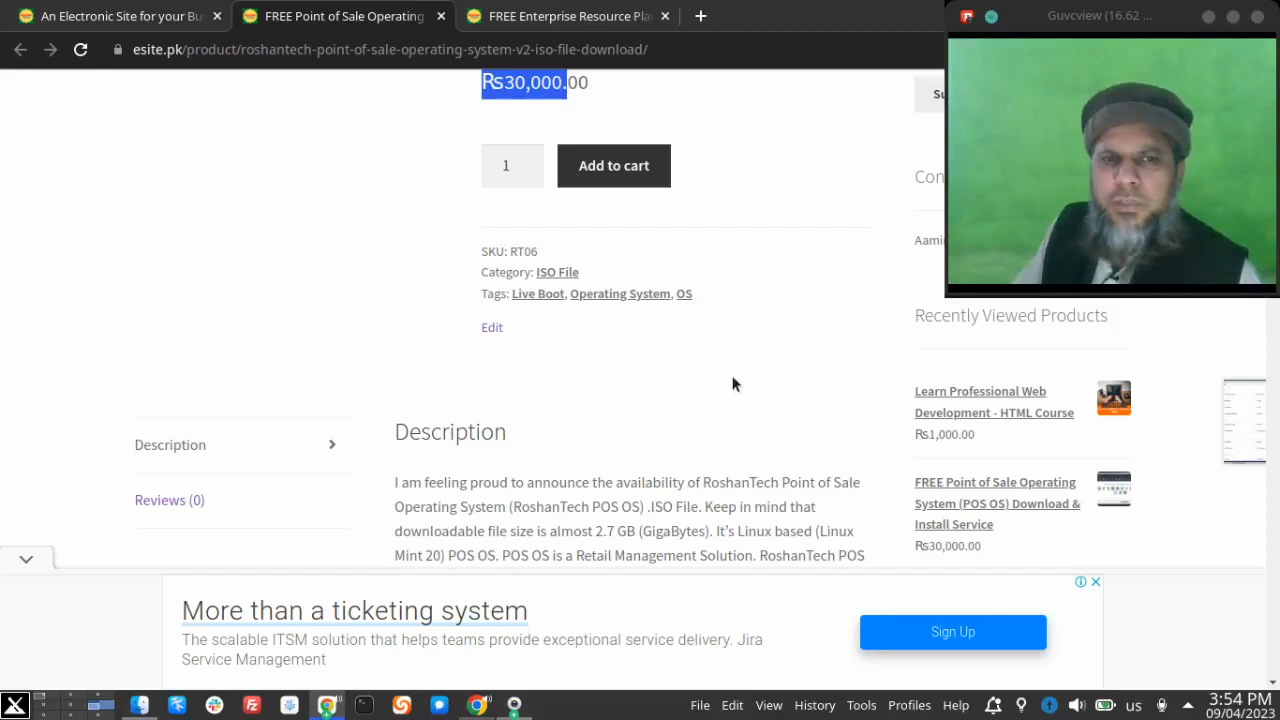 An Electronic Site for your Bu
FREE Point of Sale Operating
FREE Enterprise Resource Pla
Guvcview (16.62 ...
esite.pk/product/roshantech-point-of-sale-operating-system-v2-iso-file-download/
₨30,000.00
Su
1
Add to cart
Con
SKU: RT06
Category: ISO File
Tags: Live Boot, Operating System, OS
Aami
Edit
Recently Viewed Products
Learn Professional Web
Development - HTML Course
₨1,000.00
FREE Point of Sale Operating
System (POS OS) Download &
Install Service
₨30,000.00
Description
Reviews (0)
Description
I am feeling proud to announce the availability of RoshanTech Point of Sale
Operating System (RoshanTech POS OS) .ISO File. Keep in mind that
downloadable file size is almost 2.7 GB (GigaBytes). It’s Linux based (Linux
Mint 20) POS OS. POS OS is a Retail Management Solution. RoshanTech POS
More than a ticketing system
The scalable ITSM solution that helps teams provide exceptional service delivery. Jira
Service Management
Sign Up
File Edit View History Tools Profiles Help
us
3:54 PM
09/04/2023